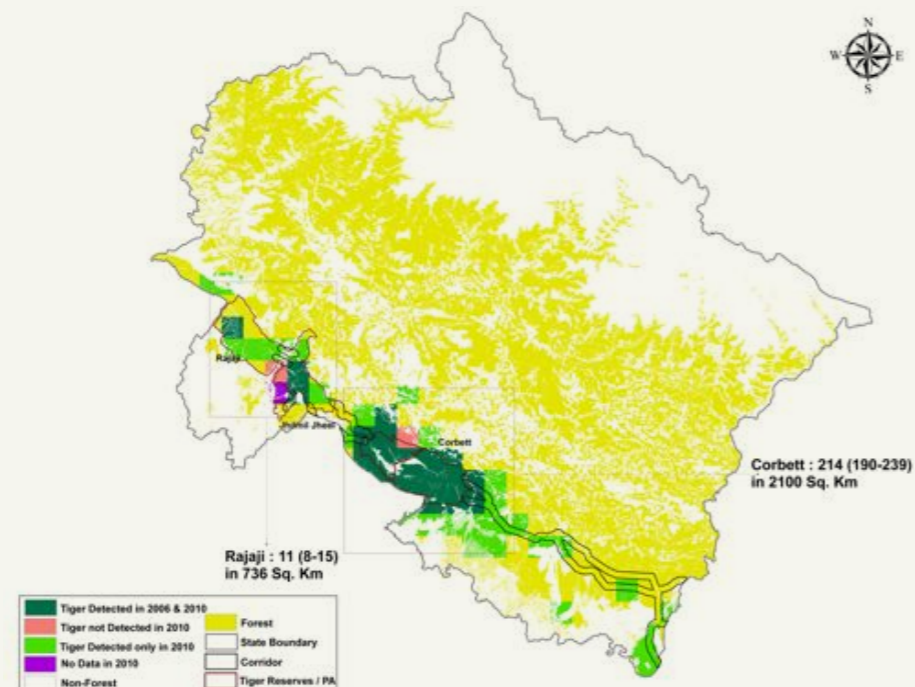 N
W E
S
Rajaji
Jhilmil Jheel
Corbett
Corbett : 214 (190-239)
in 2100 Sq. Km
Rajaji : 11 (8-15)
in 736 Sq. Km
Tiger Detected in 2006 & 2010
Tiger not Detected in 2010
Tiger Detected only in 2010
No Data in 2010
Non-Forest
Forest
State Boundary
Corridor
Tiger Reserves / PA